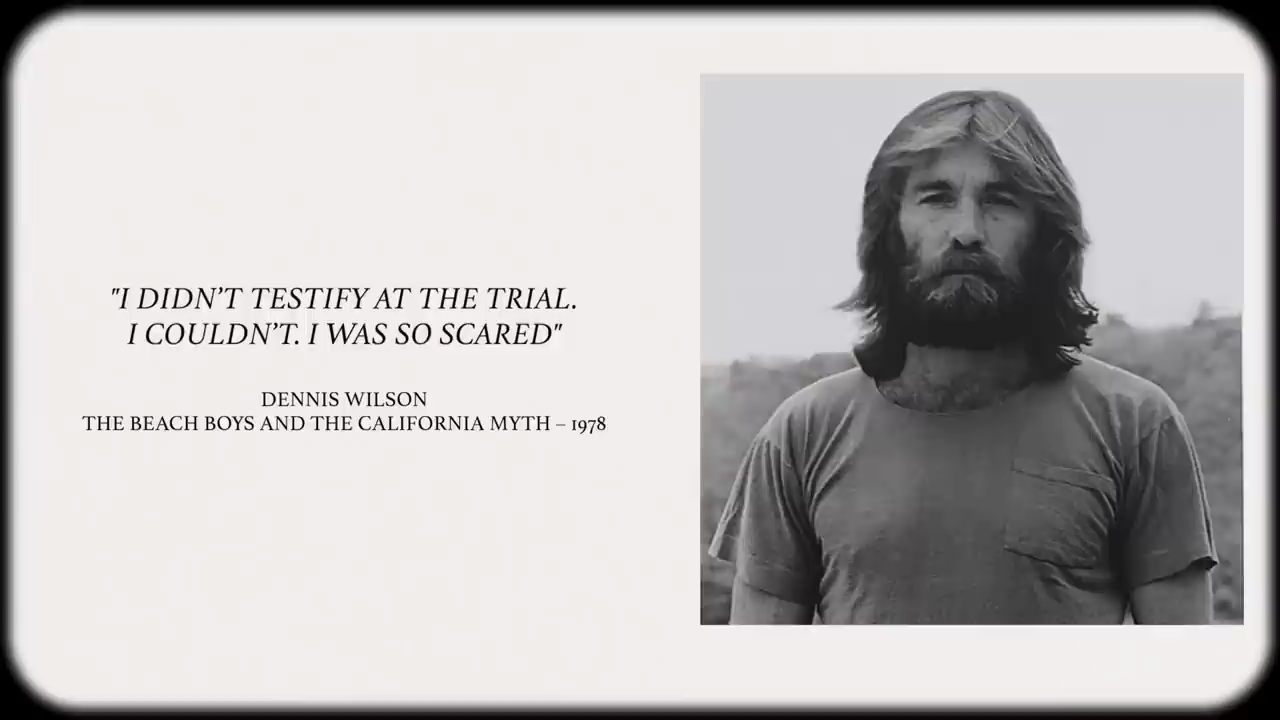 "I DIDN’T TESTIFY AT THE TRIAL.
I COULDN’T. I WAS SO SCARED"
DENNIS WILSON
THE BEACH BOYS AND THE CALIFORNIA MYTH – 1978